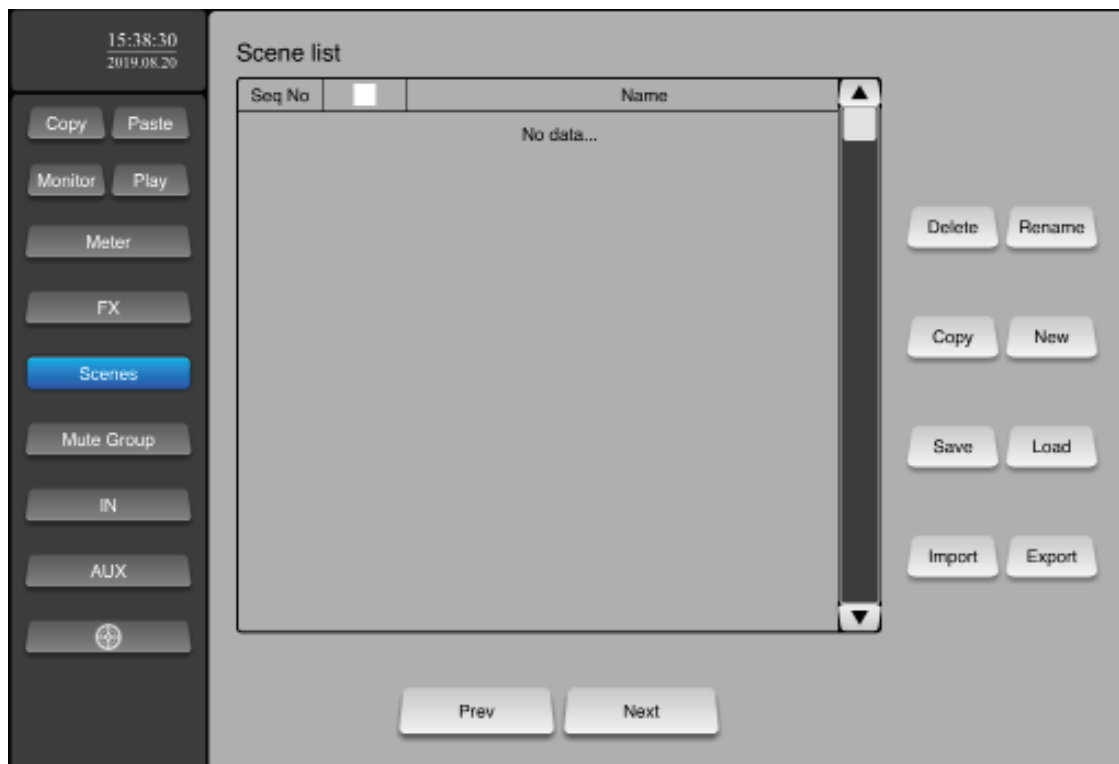 15:38:30
2019.08.20
Copy Paste
Monitor Play
Meter
FX
Scenes
Mute Group
IN
AUX
Scene list
Seq No Name
No data...
Delete Rename
Copy New
Save Load
Import Export
Prev Next